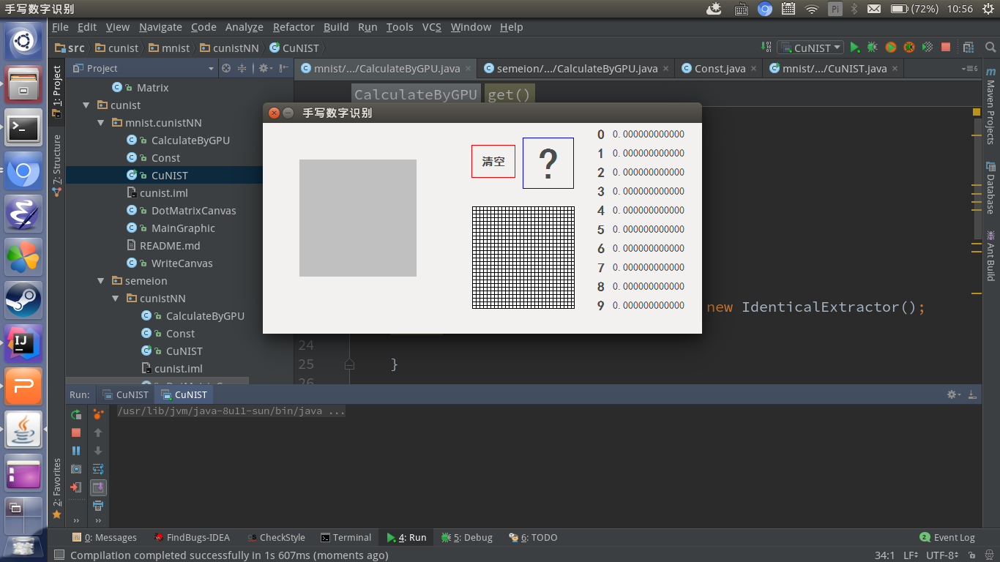 手写数字识别
(72%) 10:56
File Edit View Navigate Code Analyze Refactor Build Run Tools VCS Window Help
src cunist mnist cunistNN CuNIST
CuNIST
1: Project
7: Structure
2: Favorites
Project
Matrix
cunist
mnist.cunistNN
CalculateByGPU
Const
CuNIST
cunist.iml
DotMatrixCanvas
MainGraphic
README.md
WriteCanvas
semeion
cunistNN
CalculateByGPU
Const
CuNIST
cunist.iml
mnist/.../CalculateByGPU.java semeion/.../CalculateByGPU.java Const.java mnist/.../CuNIST.java
6
CalculateByGPU get()
手写数字识别
清空
?
0 0.000000000000
1 0.000000000000
2 0.000000000000
3 0.000000000000
4 0.000000000000
5 0.000000000000
6 0.000000000000
7 0.000000000000
8 0.000000000000
9 0.000000000000
new IdenticalExtractor();
24
25 }
26
Maven Projects
Database
Ant Build
Run: CuNIST CuNIST
/usr/lib/jvm/java-8u11-sun/bin/java ...
0: Messages FindBugs-IDEA CheckStyle Terminal 4: Run 5: Debug 6: TODO 2 Event Log
Compilation completed successfully in 1s 607ms (moments ago) 34:1 LF UTF-8